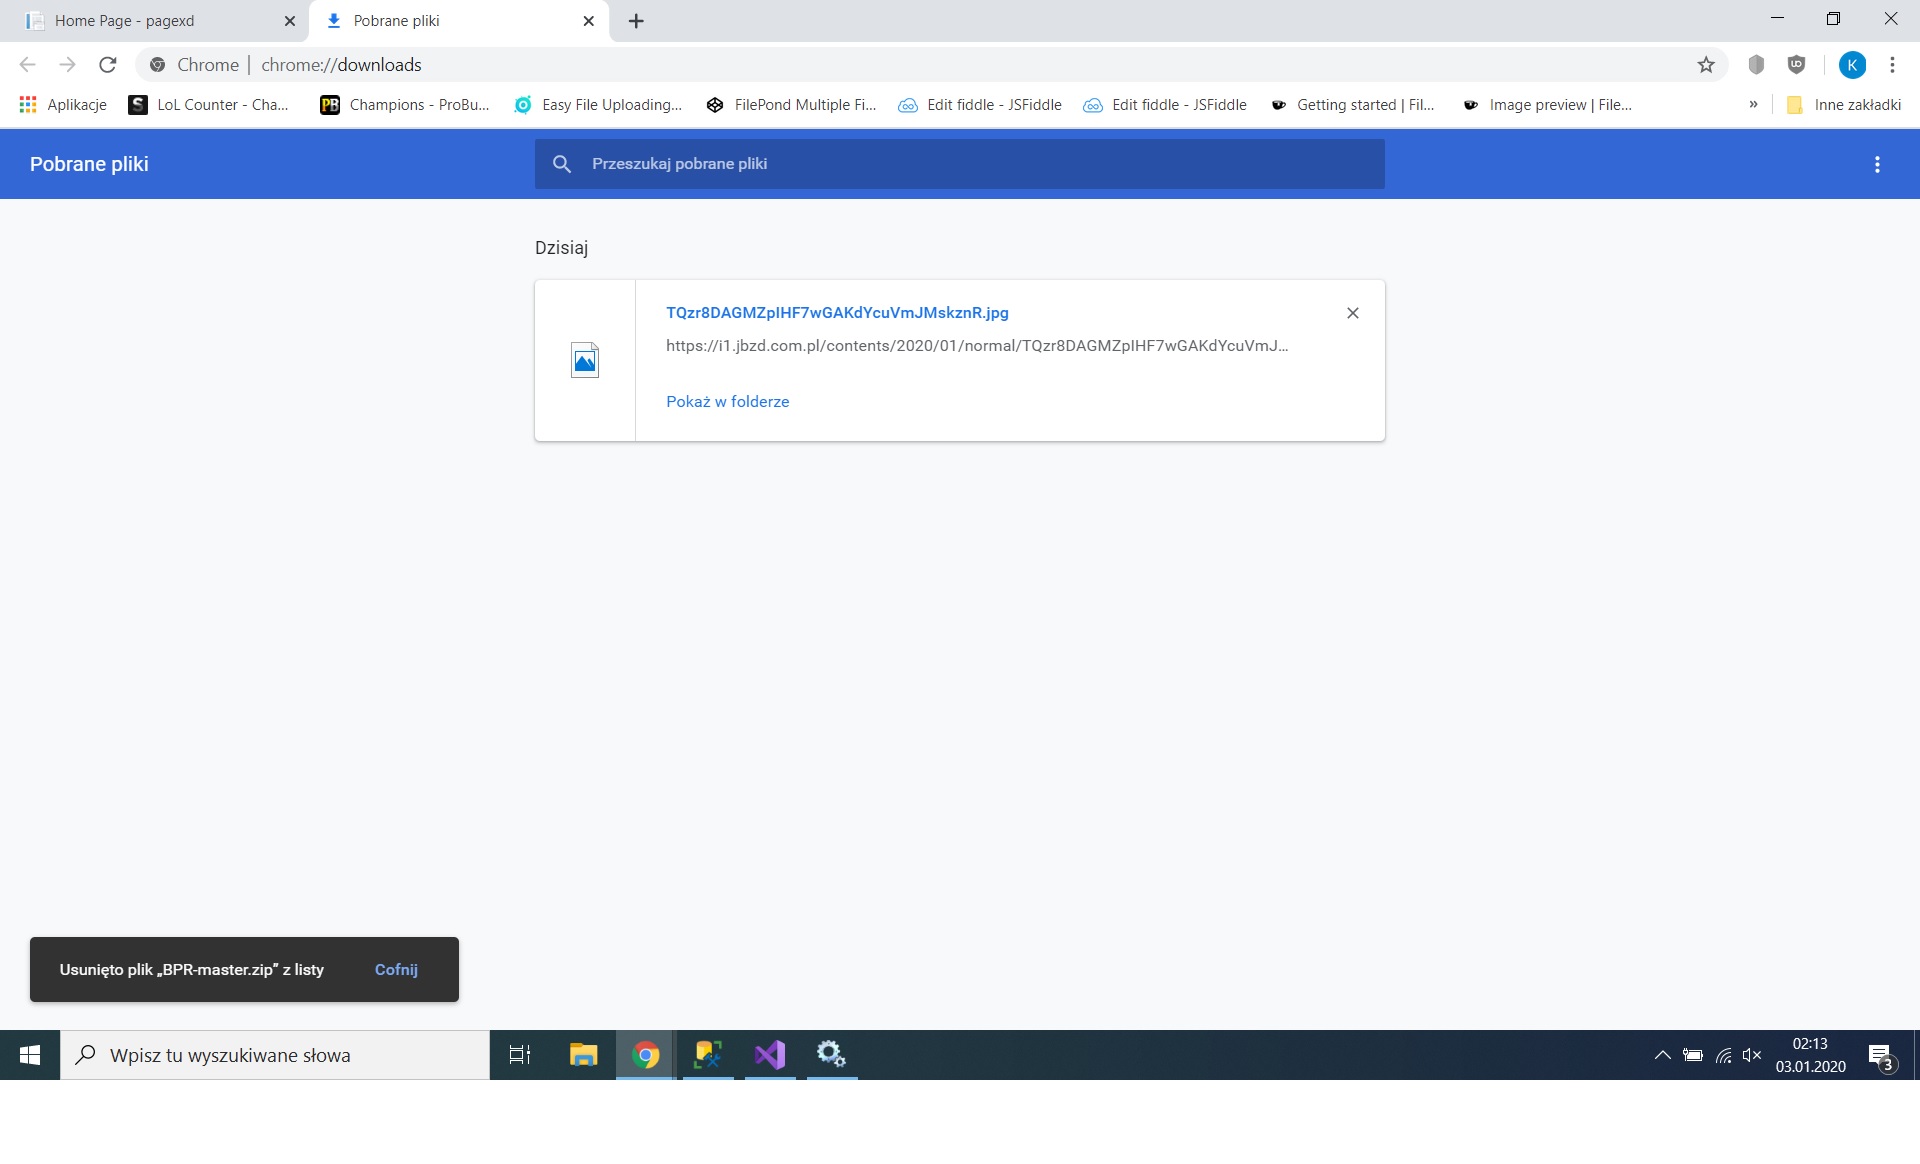 Home Page - pagexd
Pobrane pliki
Chrome | chrome://downloads
K
Aplikacje
S
LoL Counter - Cha...
PB
Champions - ProBu...
Easy File Uploading...
FilePond Multiple Fi...
Edit fiddle - JSFiddle
Edit fiddle - JSFiddle
Getting started | Fil...
Image preview | File...
»
Inne zakładki
Pobrane pliki
Przeszukaj pobrane pliki
Dzisiaj
TQzr8DAGMZpIHF7wGAKdYcuVmJMskznR.jpg
https://i1.jbzd.com.pl/contents/2020/01/normal/TQzr8DAGMZpIHF7wGAKdYcuVmJ...
Pokaż w folderze
Usunięto plik „BPR-master.zip” z listy
Cofnij
Wpisz tu wyszukiwane słowa
02:13
03.01.2020
3